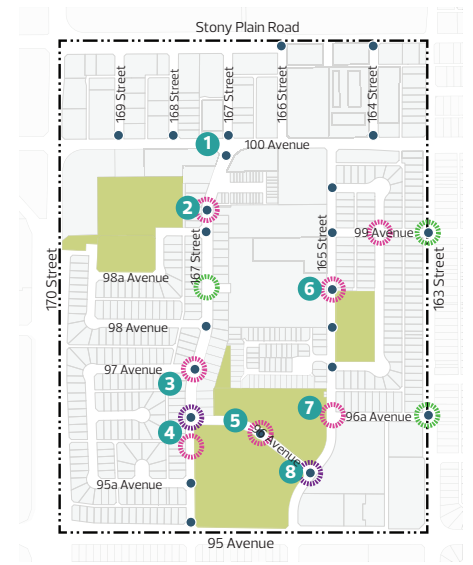 Stony Plain Road
169 Street
168 Street
167 Street
166 Street
164 Street
1
100 Avenue
2
167 Street
165 Street
99 Avenue
170 Street
163 Street
98a Avenue
6
98 Avenue
97 Avenue
3
7
96a Avenue
4
5
96 Avenue
8
95a Avenue
95 Avenue